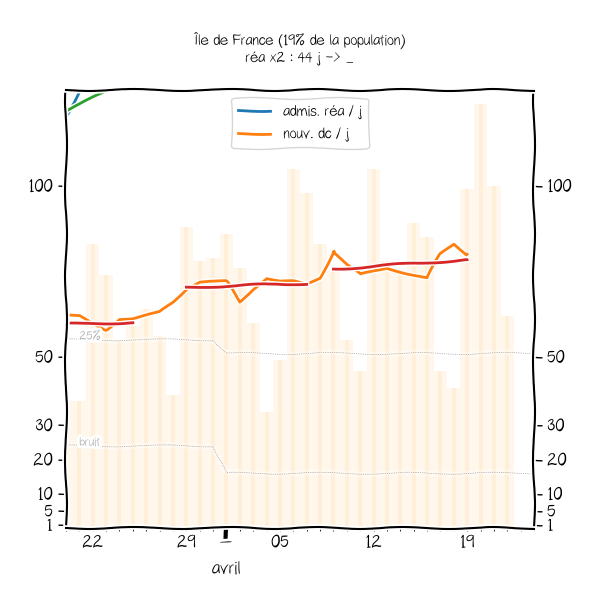 Île de France (19% de la population)
réa x2 : 44 j -> _
admis. réa / j
nouv. dc / j
100 100
25%
50 50
bruit
30 30
20 20
10 10
5 5
1 1
22 29 1 05 12 19
avril